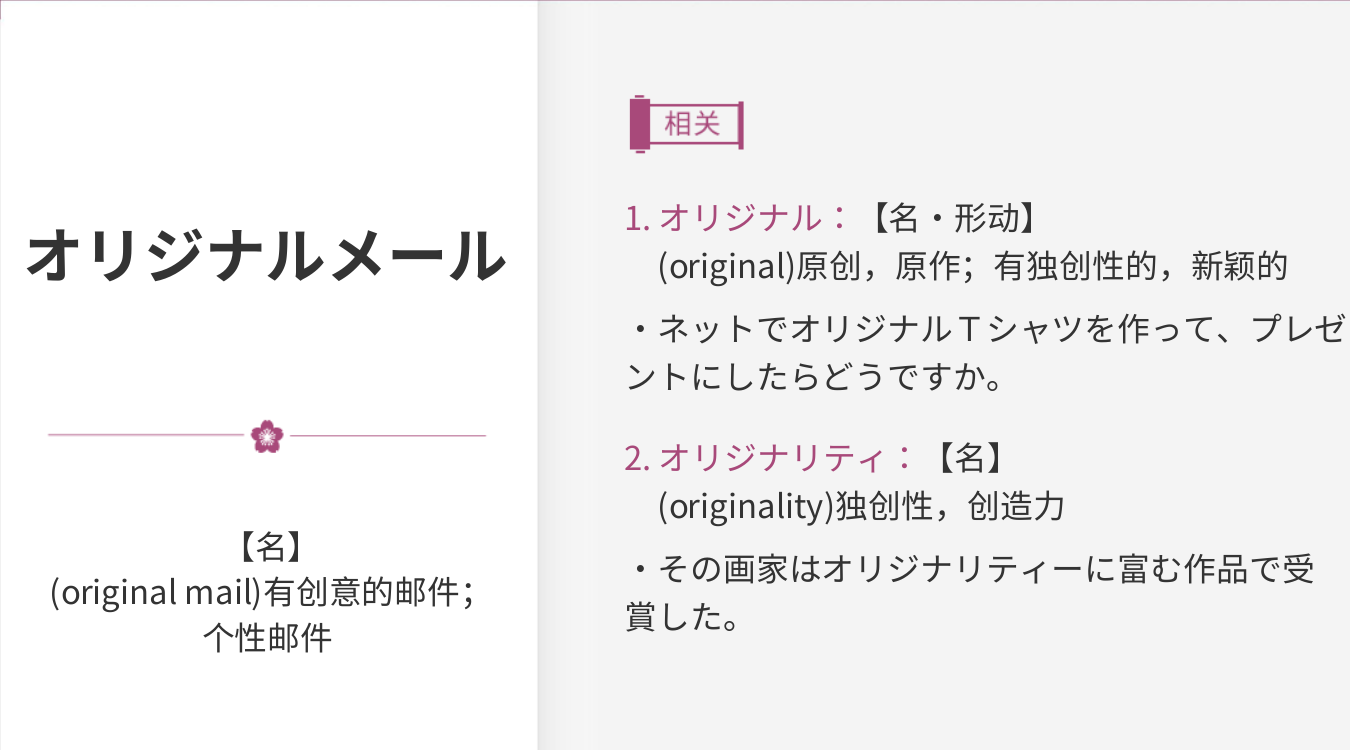 オリジナルメール
【名】
(original mail)有创意的邮件；
个性邮件
相关
1. オリジナル：【名・形动】
(original)原创，原作；有独创性的，新颖的
・ネットでオリジナルＴシャツを作って、プレゼ
ントにしたらどうですか。
2. オリジナリティ：【名】
(originality)独创性，创造力
・その画家はオリジナリティーに富む作品で受
賞した。